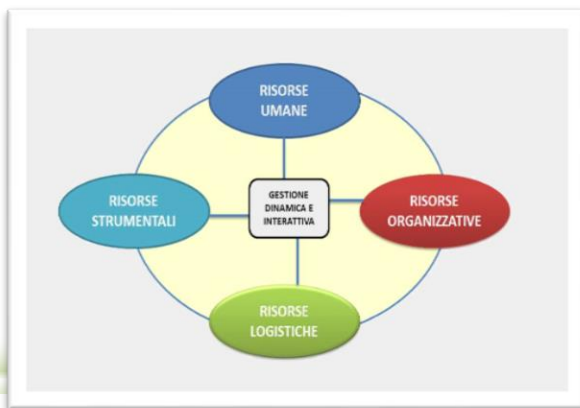 RISORSE
UMANE
RISORSE
STRUMENTALI
GESTIONE
DINAMICA E
INTERATTIVA
RISORSE
ORGANIZZATIVE
RISORSE
LOGISTICHE